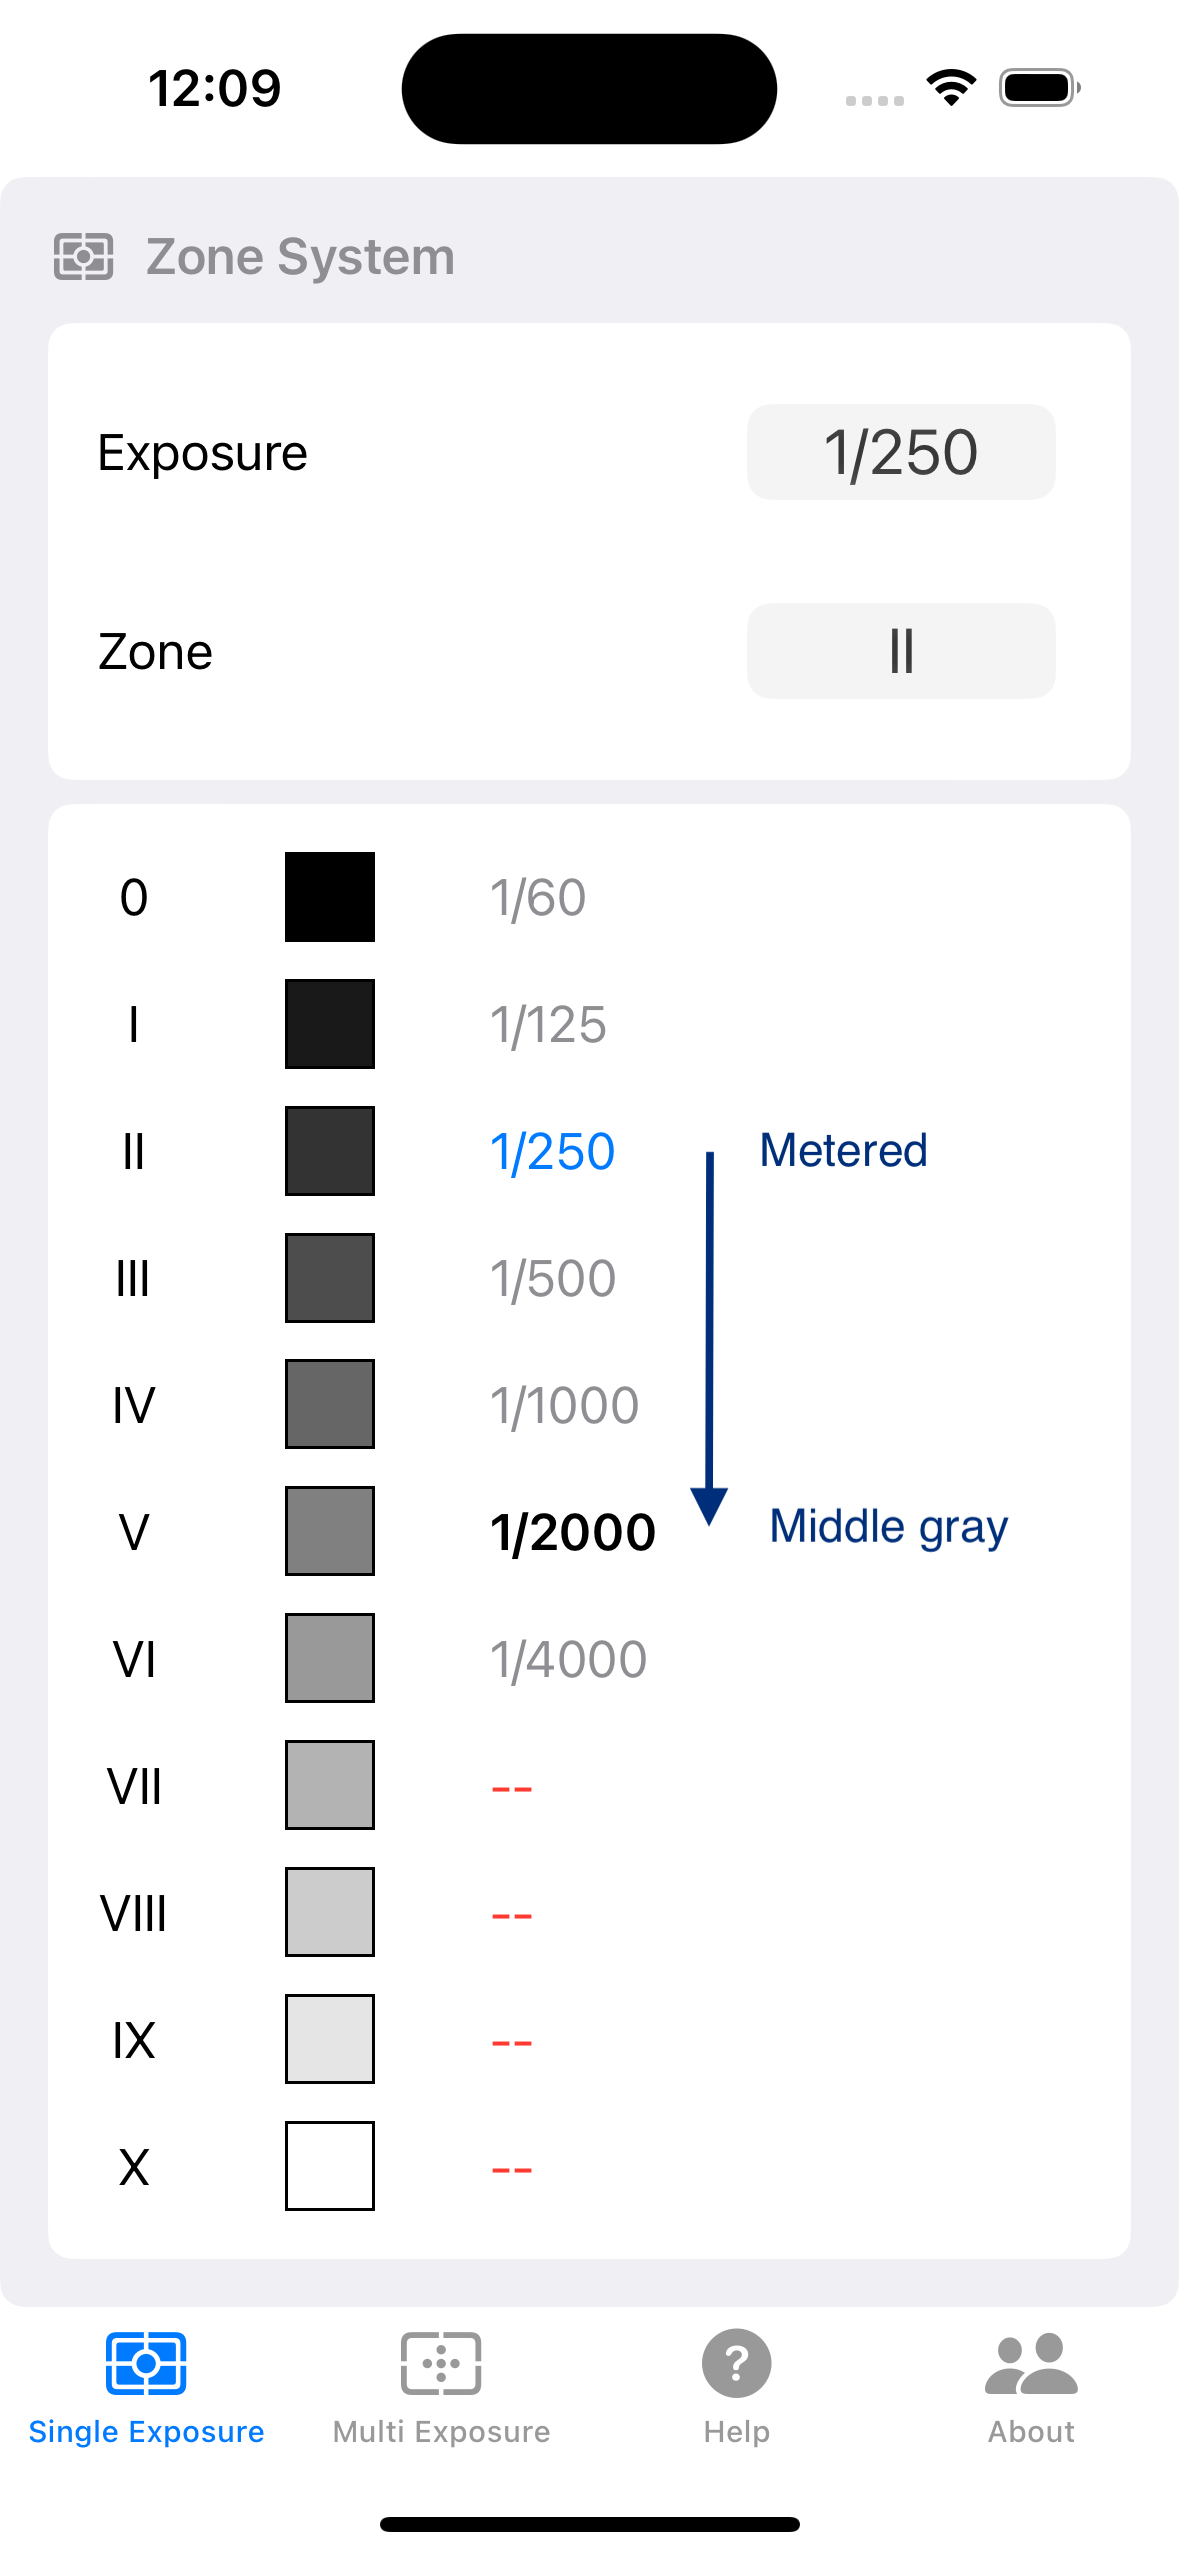 12:09
Zone System
Exposure 1/250
Zone II
0 1/60
I 1/125
II 1/250 Metered
III 1/500
IV 1/1000
V 1/2000 Middle gray
VI 1/4000
VII --
VIII --
IX --
X --
Single Exposure Multi Exposure Help About